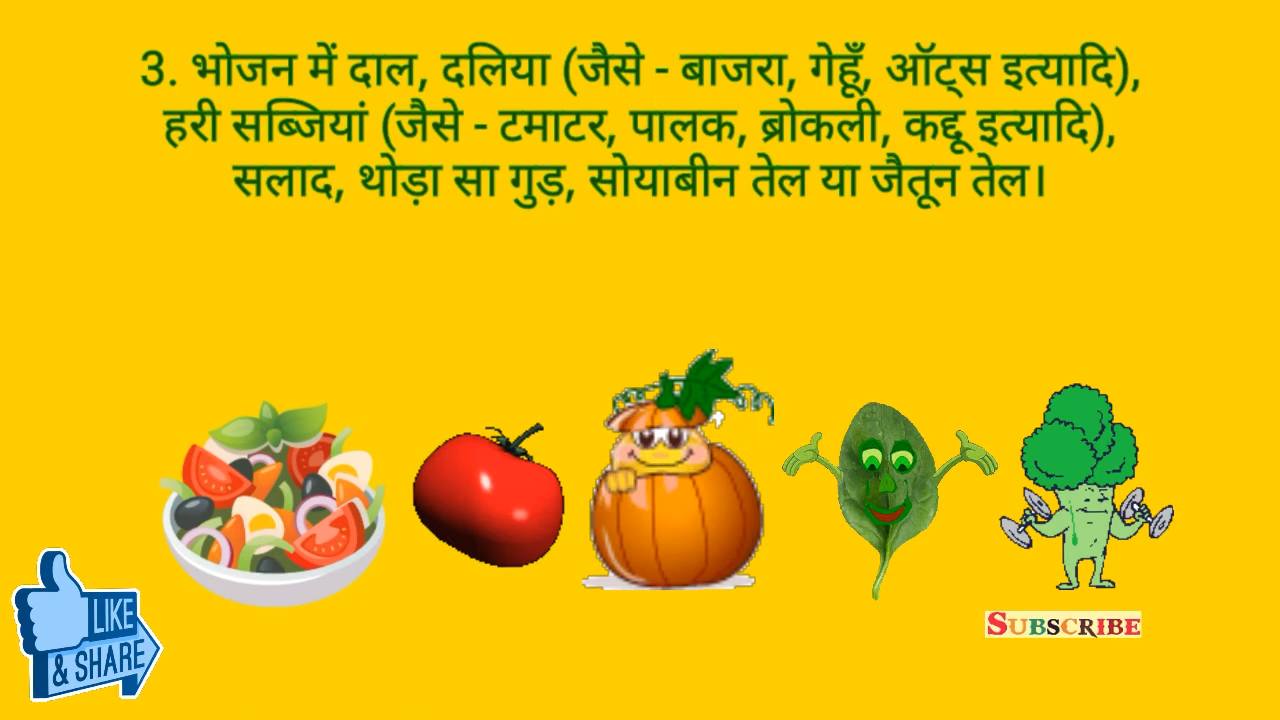 3. भोजन में दाल, दलिया (जैसे - बाजरा, गेहूँ, ऑट्स इत्यादि),
हरी सब्जियां (जैसे - टमाटर, पालक, ब्रोकली, कद्दू इत्यादि),
सलाद, थोड़ा सा गुड़, सोयाबीन तेल या जैतून तेल।
LIKE
& SHARE
SUBSCRIBE